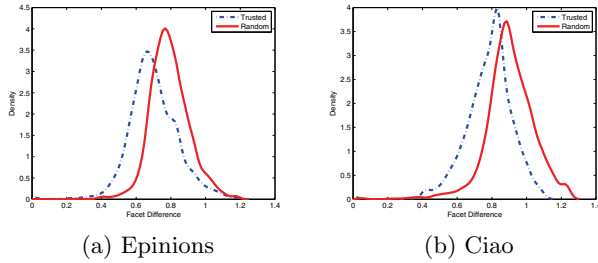 4.5
4
3.5
3
2.5
2
1.5
1
0.5
0
Density
0 0.2 0.4 0.6 0.8 1 1.2 1.4
Facet Difference
Trusted
Random
(a) Epinions
4
3.5
3
2.5
2
1.5
1
0.5
0
Density
0 0.2 0.4 0.6 0.8 1 1.2 1.4
Facet Difference
Trusted
Random
(b) Ciao